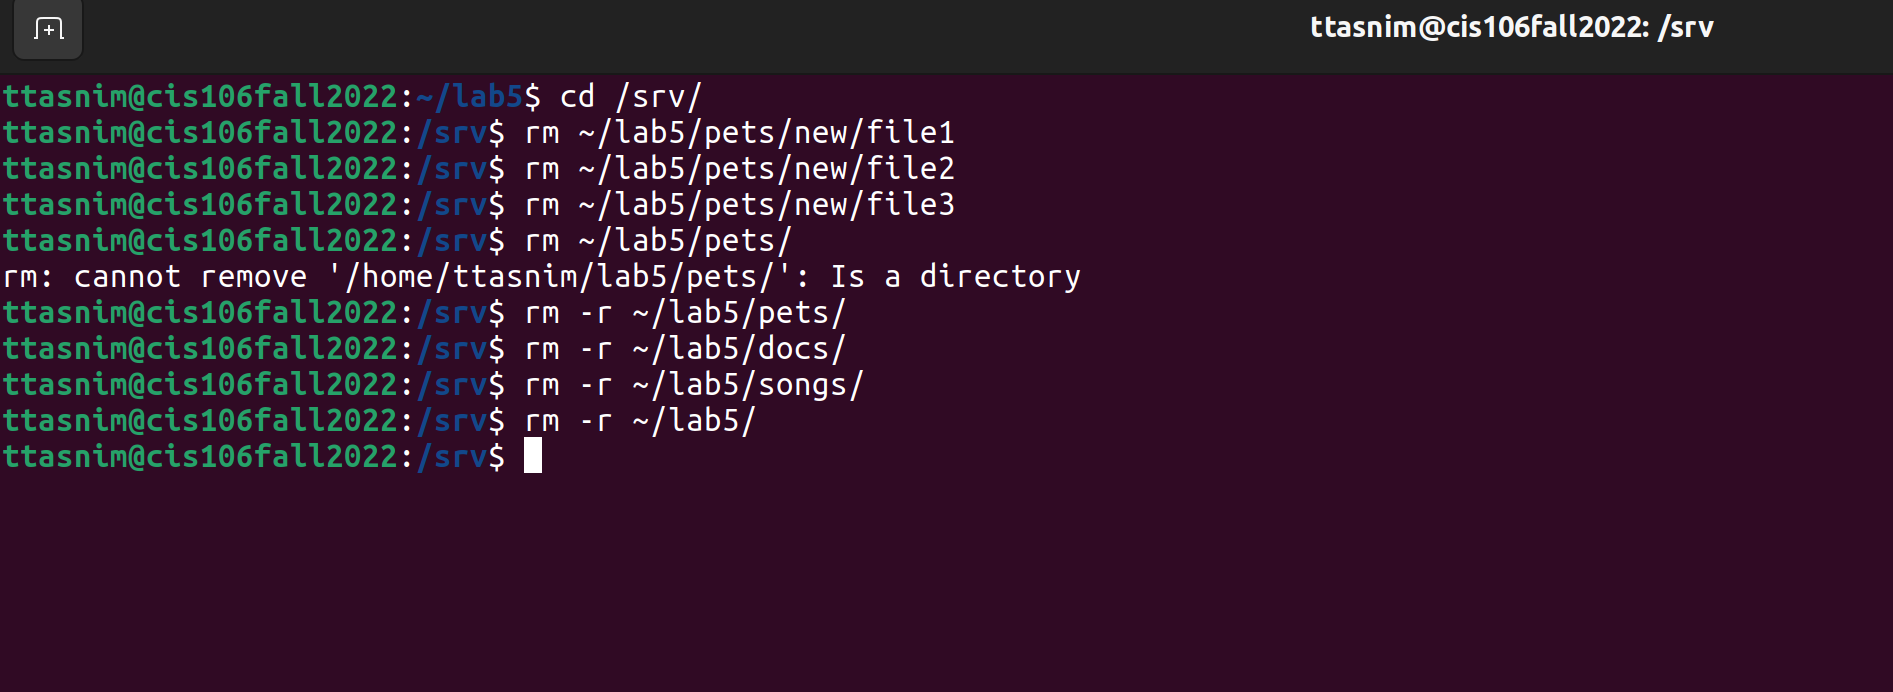 ttasnim@cis106fall2022: /srv
ttasnim@cis106fall2022:~/lab5$ cd /srv/
ttasnim@cis106fall2022:/srv$ rm ~/lab5/pets/new/file1
ttasnim@cis106fall2022:/srv$ rm ~/lab5/pets/new/file2
ttasnim@cis106fall2022:/srv$ rm ~/lab5/pets/new/file3
ttasnim@cis106fall2022:/srv$ rm ~/lab5/pets/
rm: cannot remove '/home/ttasnim/lab5/pets/': Is a directory
ttasnim@cis106fall2022:/srv$ rm -r ~/lab5/pets/
ttasnim@cis106fall2022:/srv$ rm -r ~/lab5/docs/
ttasnim@cis106fall2022:/srv$ rm -r ~/lab5/songs/
ttasnim@cis106fall2022:/srv$ rm -r ~/lab5/
ttasnim@cis106fall2022:/srv$